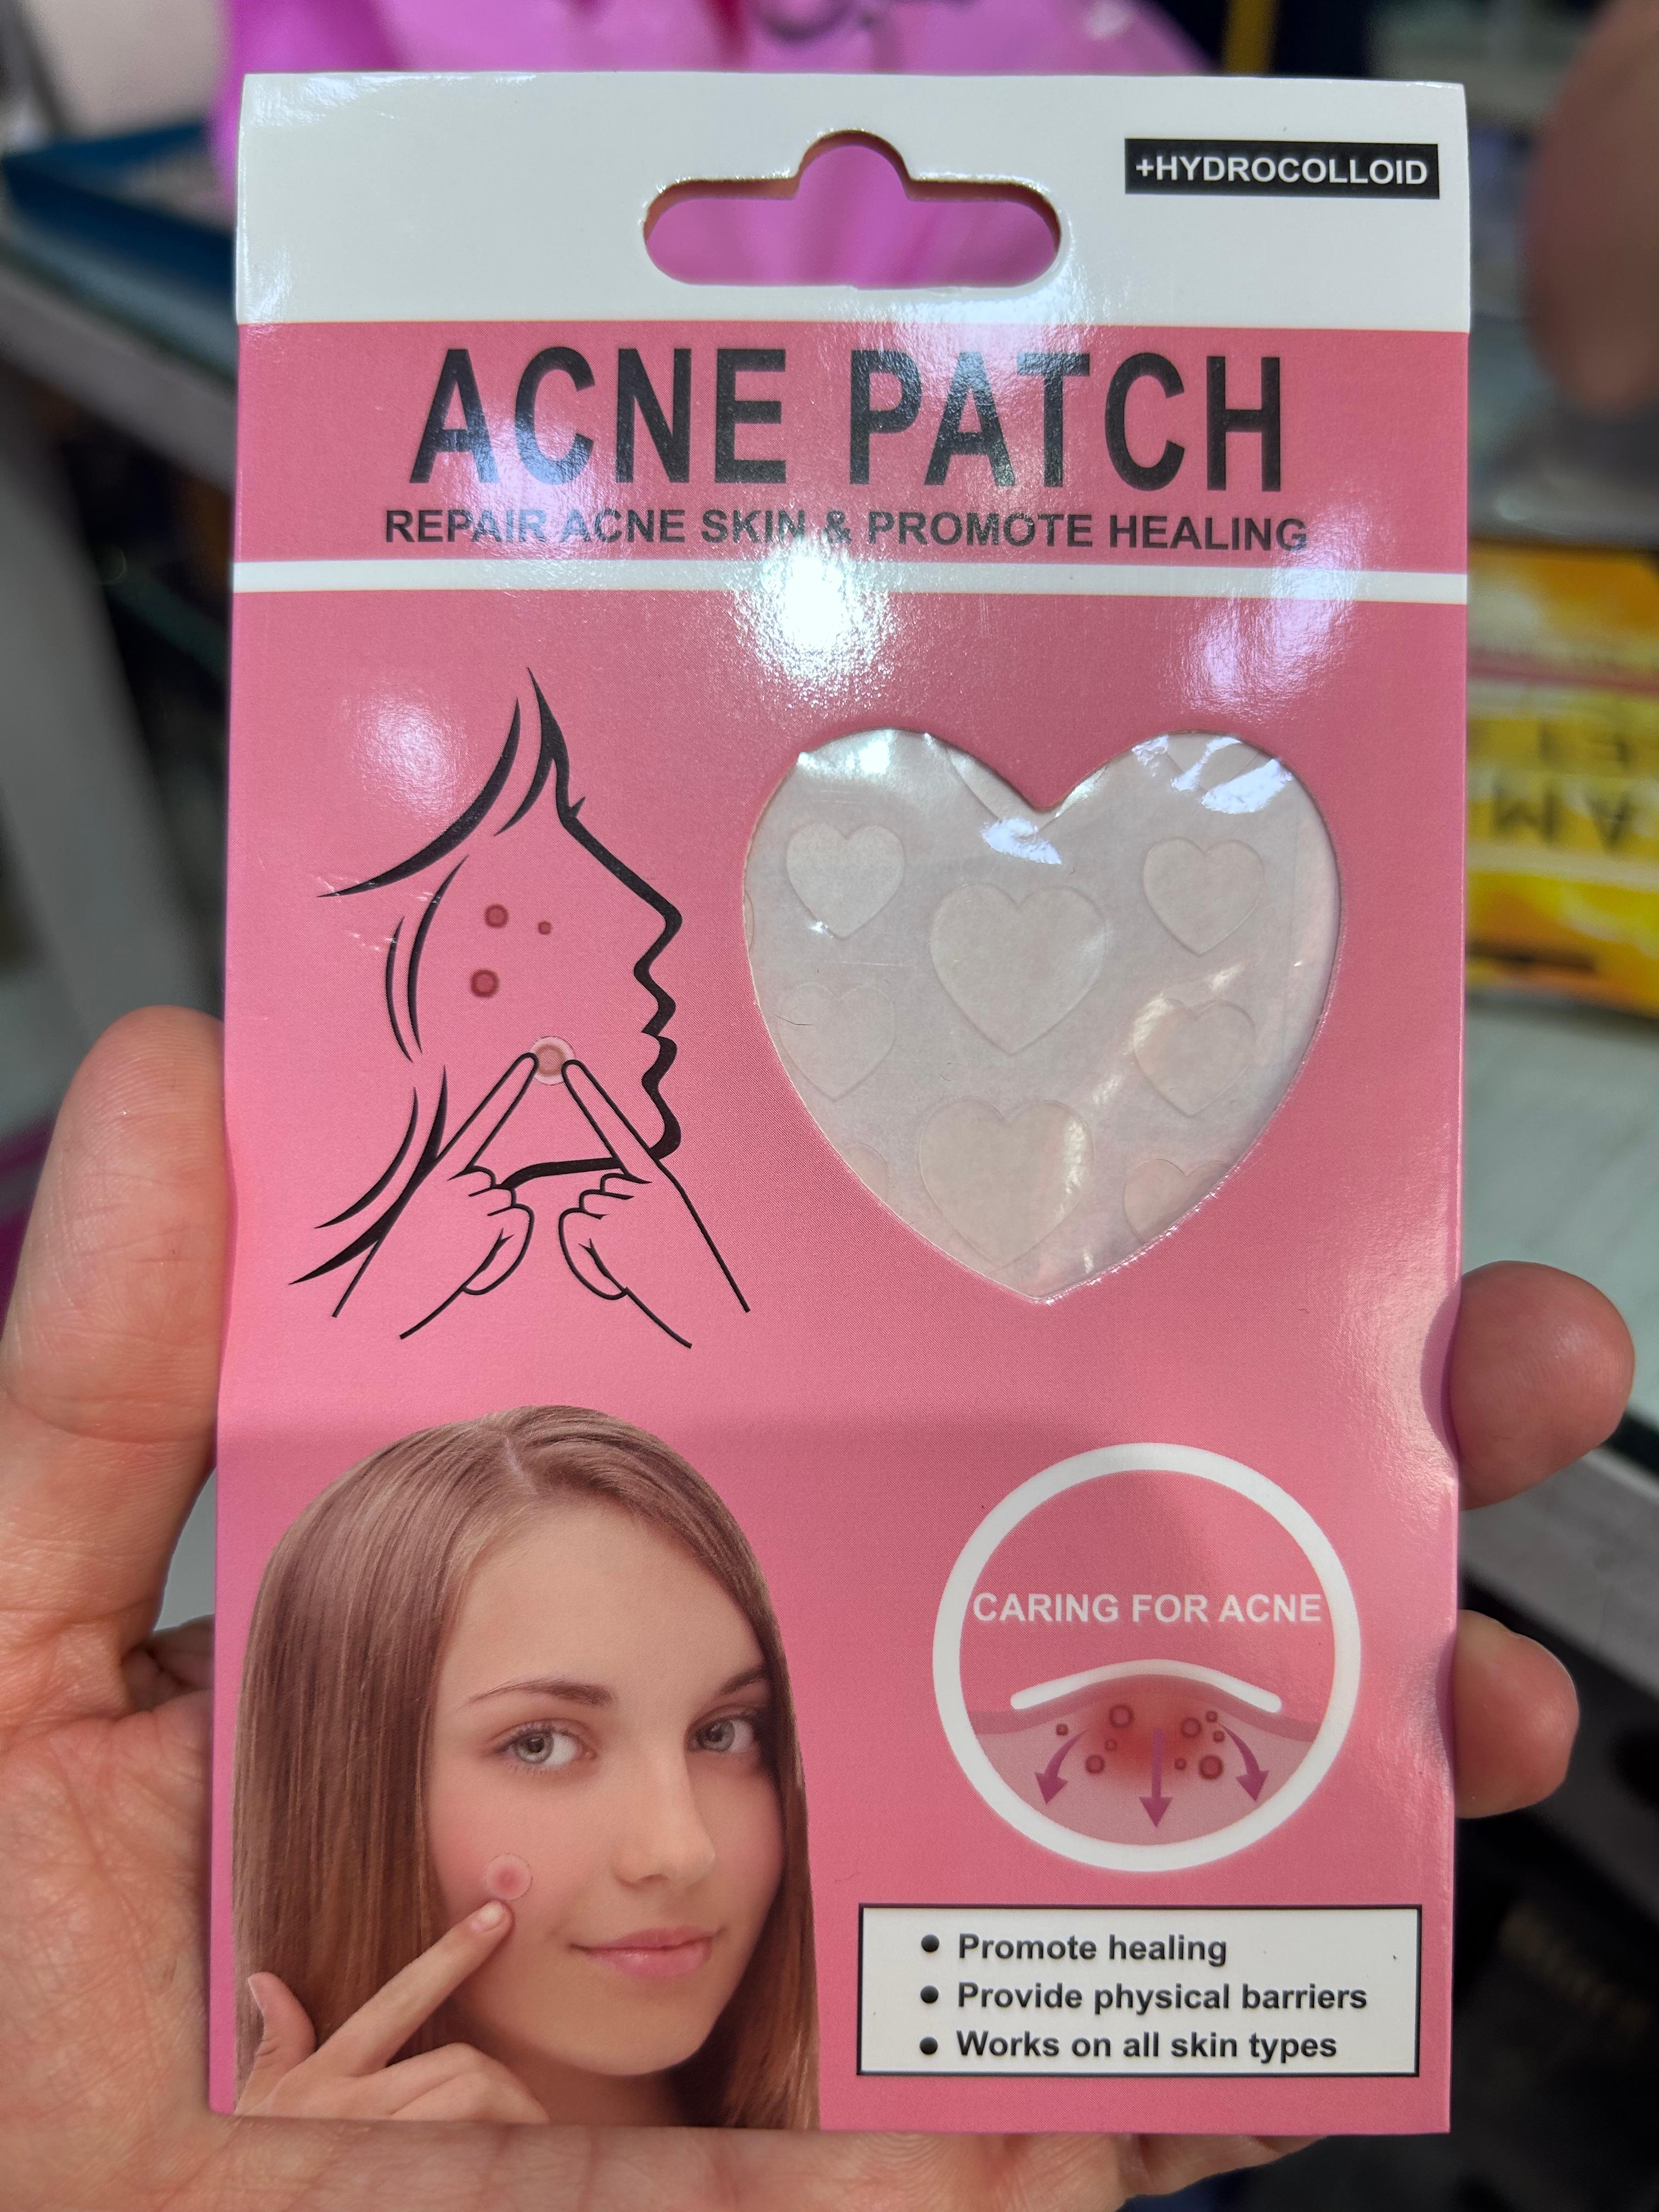 +HYDROCOLLOID
ACNE PATCH
REPAIR ACNE SKIN & PROMOTE HEALING
CARING FOR ACNE
● Promote healing
● Provide physical barriers
● Works on all skin types